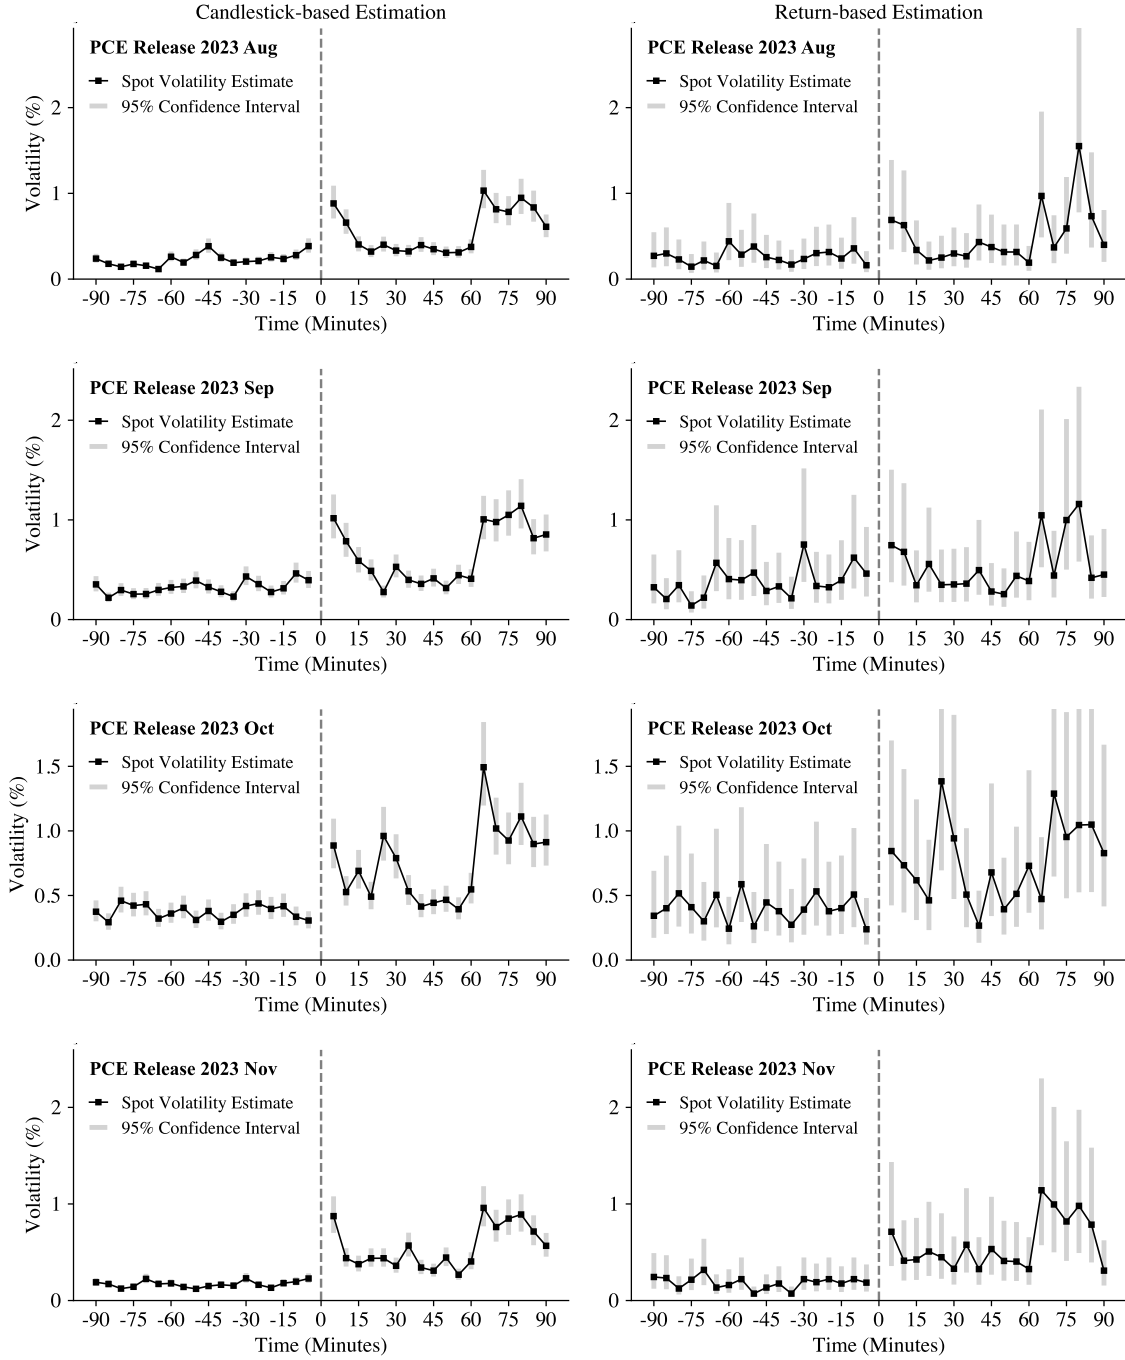 Candlestick-based Estimation
Return-based Estimation
PCE Release 2023 Aug
Spot Volatility Estimate
95% Confidence Interval
Volatility (%)
2
1
0
-90 -75 -60 -45 -30 -15 0 15 30 45 60 75 90
Time (Minutes)
PCE Release 2023 Aug
Spot Volatility Estimate
95% Confidence Interval
2
1
0
-90 -75 -60 -45 -30 -15 0 15 30 45 60 75 90
Time (Minutes)
PCE Release 2023 Sep
Spot Volatility Estimate
95% Confidence Interval
Volatility (%)
2
1
0
-90 -75 -60 -45 -30 -15 0 15 30 45 60 75 90
Time (Minutes)
PCE Release 2023 Sep
Spot Volatility Estimate
95% Confidence Interval
2
1
0
-90 -75 -60 -45 -30 -15 0 15 30 45 60 75 90
Time (Minutes)
PCE Release 2023 Oct
Spot Volatility Estimate
95% Confidence Interval
Volatility (%)
1.5
1.0
0.5
0.0
-90 -75 -60 -45 -30 -15 0 15 30 45 60 75 90
Time (Minutes)
PCE Release 2023 Oct
Spot Volatility Estimate
95% Confidence Interval
1.5
1.0
0.5
0.0
-90 -75 -60 -45 -30 -15 0 15 30 45 60 75 90
Time (Minutes)
PCE Release 2023 Nov
Spot Volatility Estimate
95% Confidence Interval
Volatility (%)
2
1
0
-90 -75 -60 -45 -30 -15 0 15 30 45 60 75 90
Time (Minutes)
PCE Release 2023 Nov
Spot Volatility Estimate
95% Confidence Interval
2
1
0
-90 -75 -60 -45 -30 -15 0 15 30 45 60 75 90
Time (Minutes)